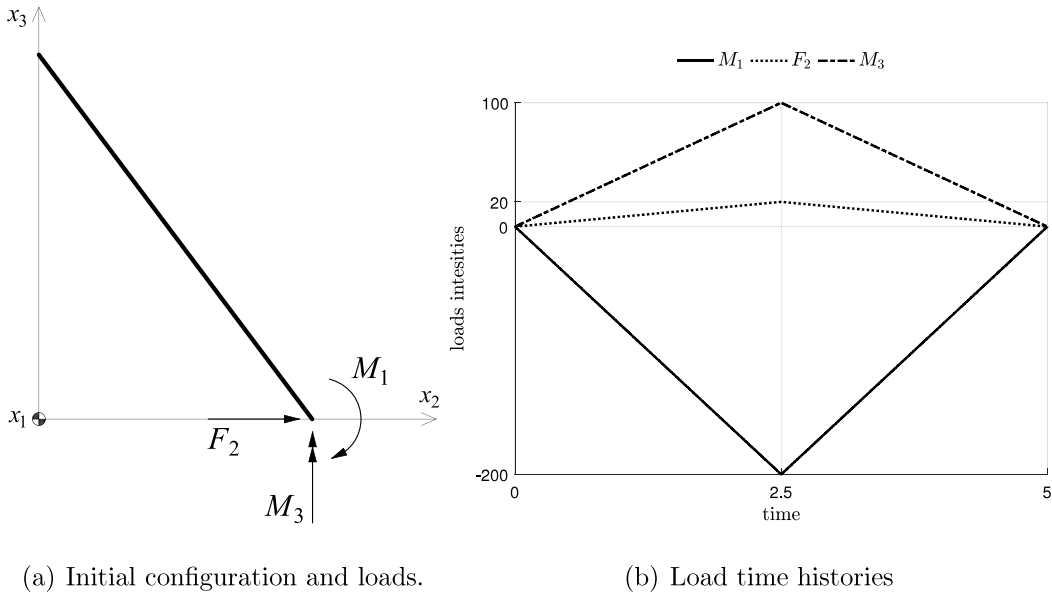 x₃
M₁
x₂
x₁
F₂
M₃
M₁ F₂ M₃
100
20
0
-200
loads intesities
0 2.5 5
time
(a) Initial configuration and loads.
(b) Load time histories